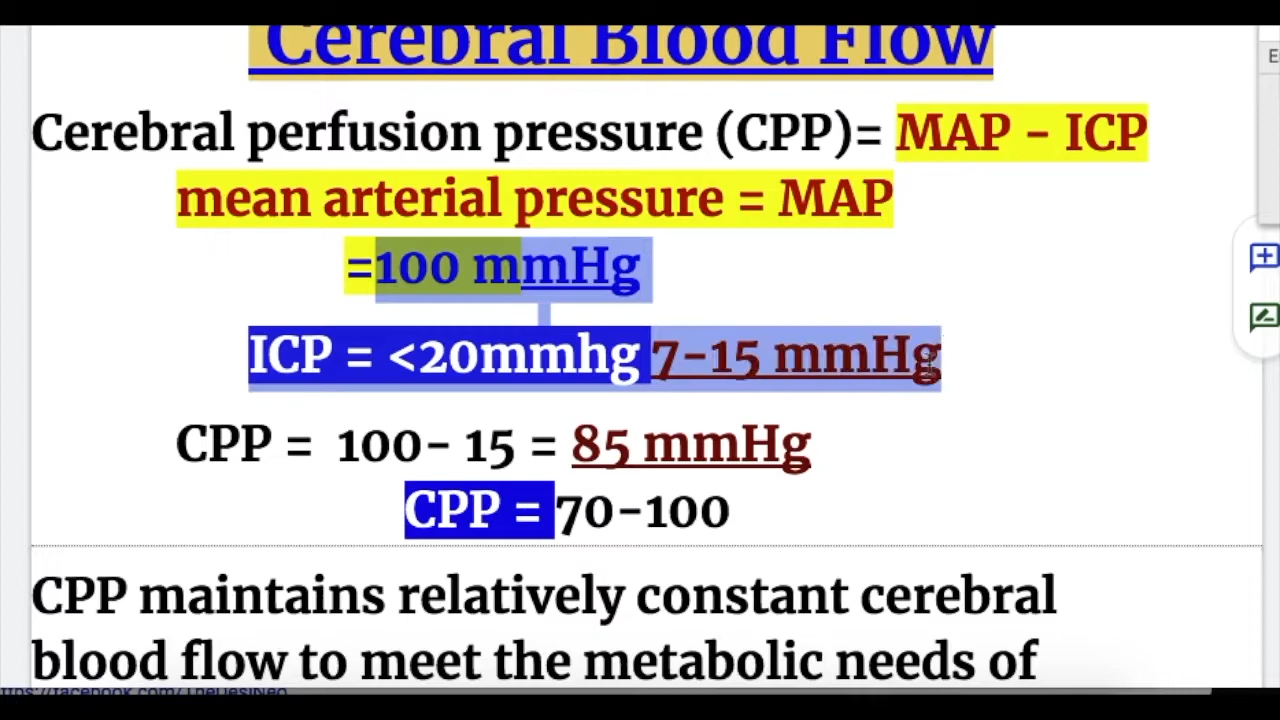 Cerebral Blood Flow
Cerebral perfusion pressure (CPP)= MAP - ICP
mean arterial pressure = MAP
=100 mmHg
ICP = <20mmhg 7-15 mmHg
CPP = 100- 15 = 85 mmHg
CPP = 70-100
CPP maintains relatively constant cerebral
blood flow to meet the metabolic needs of